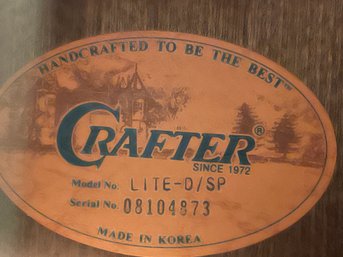 HANDCRAFTED TO BE THE BEST™
CRAFTER®
SINCE 1972
Model No. LITE-D/SP
Serial No. 08104873
MADE IN KOREA